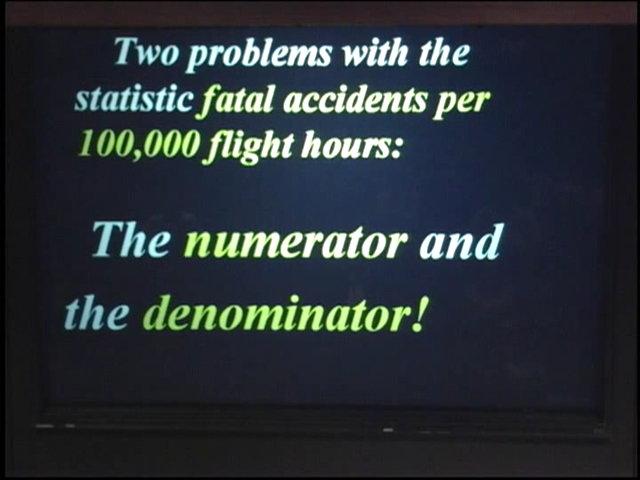 Two problems with the
statistic fatal accidents per
100,000 flight hours:
The numerator and
the denominator!